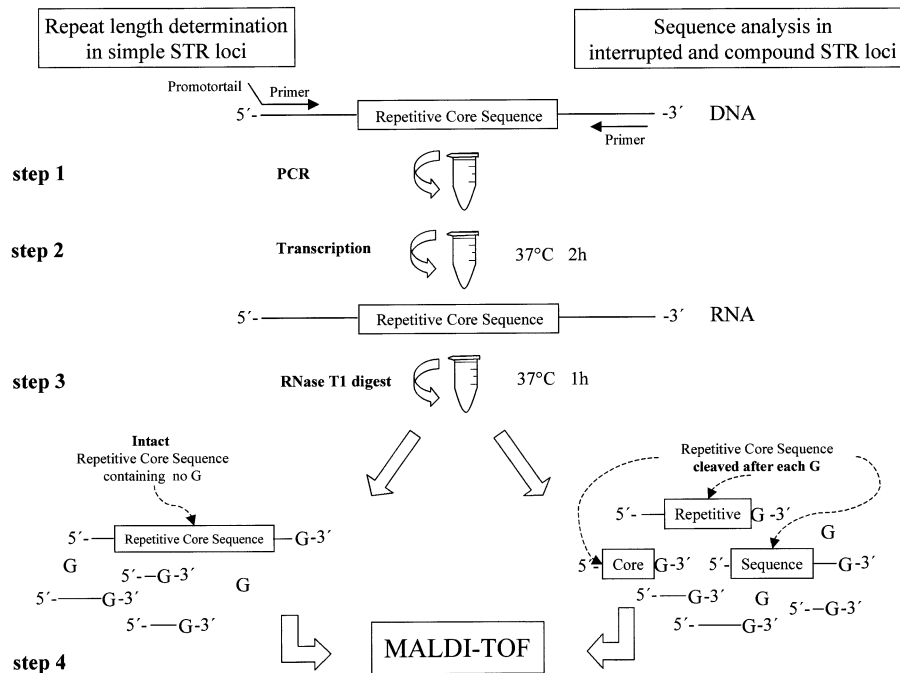 Repeat length determination
in simple STR loci
Sequence analysis in
interrupted and compound STR loci
Promotortail
Primer
5´-
Repetitive Core Sequence
-3´
DNA
Primer
step 1
PCR
step 2
Transcription
37°C 2h
5´-
Repetitive Core Sequence
-3´
RNA
step 3
RNase T1 digest
37°C 1h
Intact
Repetitive Core Sequence
containing no G
Repetitive Core Sequence
cleaved after each G
5´-
Repetitive
G-3´
G
5´-
Repetitive Core Sequence
G-3´
5´-
Core
G-3´
5´-
Sequence
G-3´
G
5´-
G-3´
G
5´-
G-3´
5´-
G-3´
5´-
G-3´
G
5´-
G-3´
5´-
G-3´
MALDI-TOF
step 4